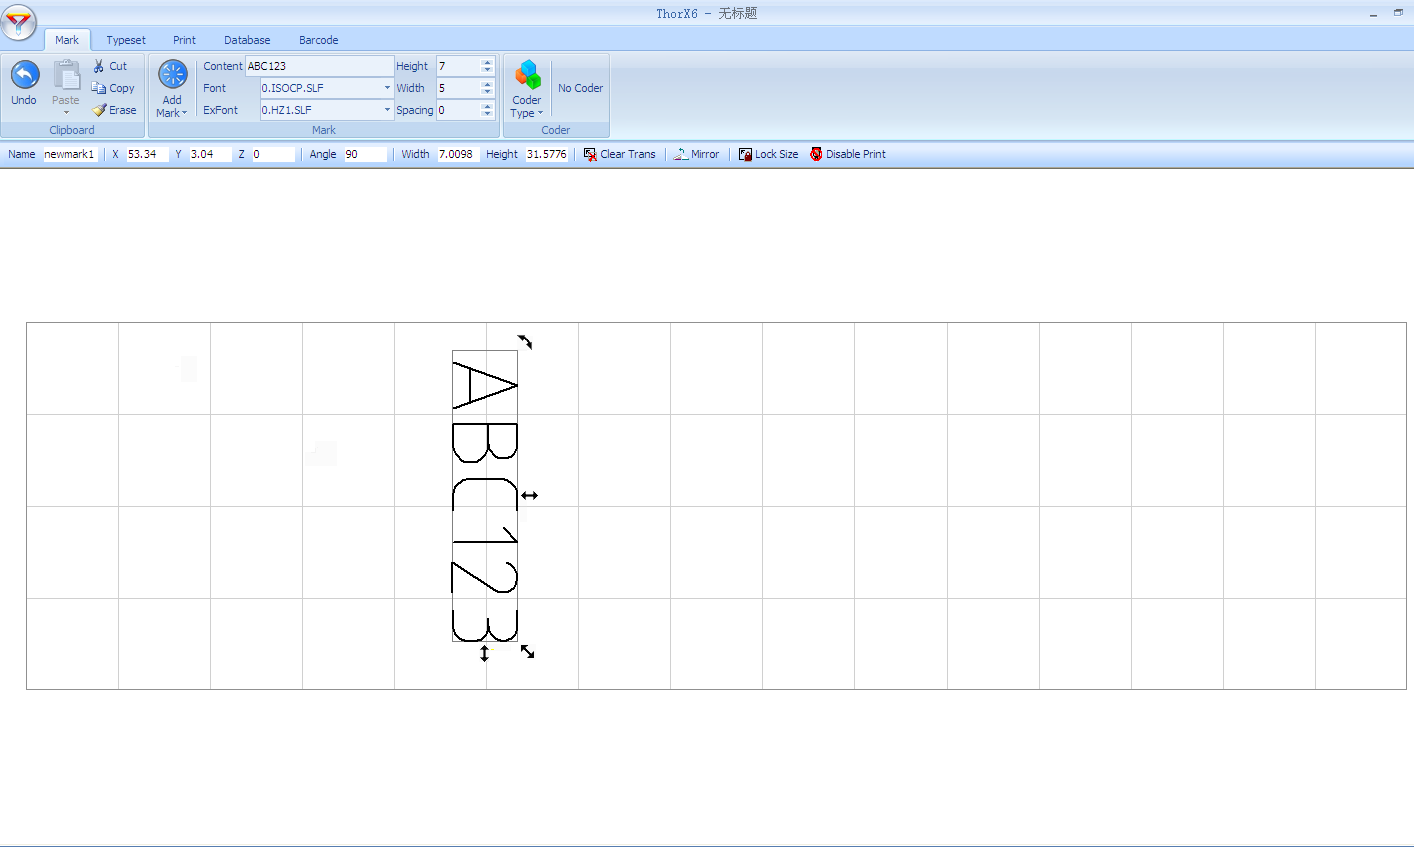 ThorX6 - 无标题
Mark Typeset Print Database Barcode
Undo Paste Cut Copy Erase
Clipboard
Add Mark Content ABC123 Height 7
Font 0.ISOCP.SLF Width 5
ExFont 0.HZ1.SLF Spacing 0
Mark
Coder Type No Coder
Coder
Name newmark1 X 53.34 Y 3.04 Z 0 Angle 90 Width 7.0098 Height 31.5776 Clear Trans Mirror Lock Size Disable Print
ABC123